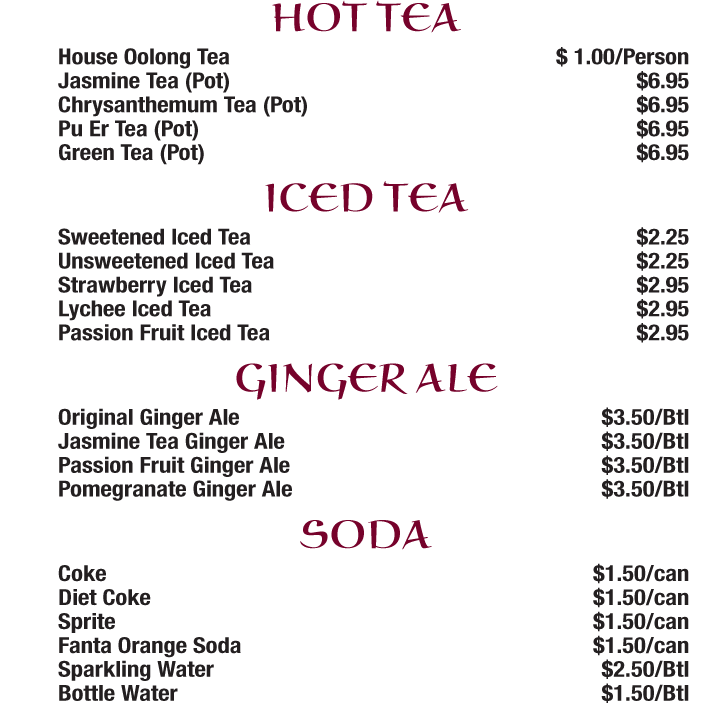 HOT TEA
House Oolong Tea $ 1.00/Person
Jasmine Tea (Pot) $6.95
Chrysanthemum Tea (Pot) $6.95
Pu Er Tea (Pot) $6.95
Green Tea (Pot) $6.95
ICED TEA
Sweetened Iced Tea $2.25
Unsweetened Iced Tea $2.25
Strawberry Iced Tea $2.95
Lychee Iced Tea $2.95
Passion Fruit Iced Tea $2.95
GINGER ALE
Original Ginger Ale $3.50/Btl
Jasmine Tea Ginger Ale $3.50/Btl
Passion Fruit Ginger Ale $3.50/Btl
Pomegranate Ginger Ale $3.50/Btl
SODA
Coke $1.50/can
Diet Coke $1.50/can
Sprite $1.50/can
Fanta Orange Soda $1.50/can
Sparkling Water $2.50/Btl
Bottle Water $1.50/Btl